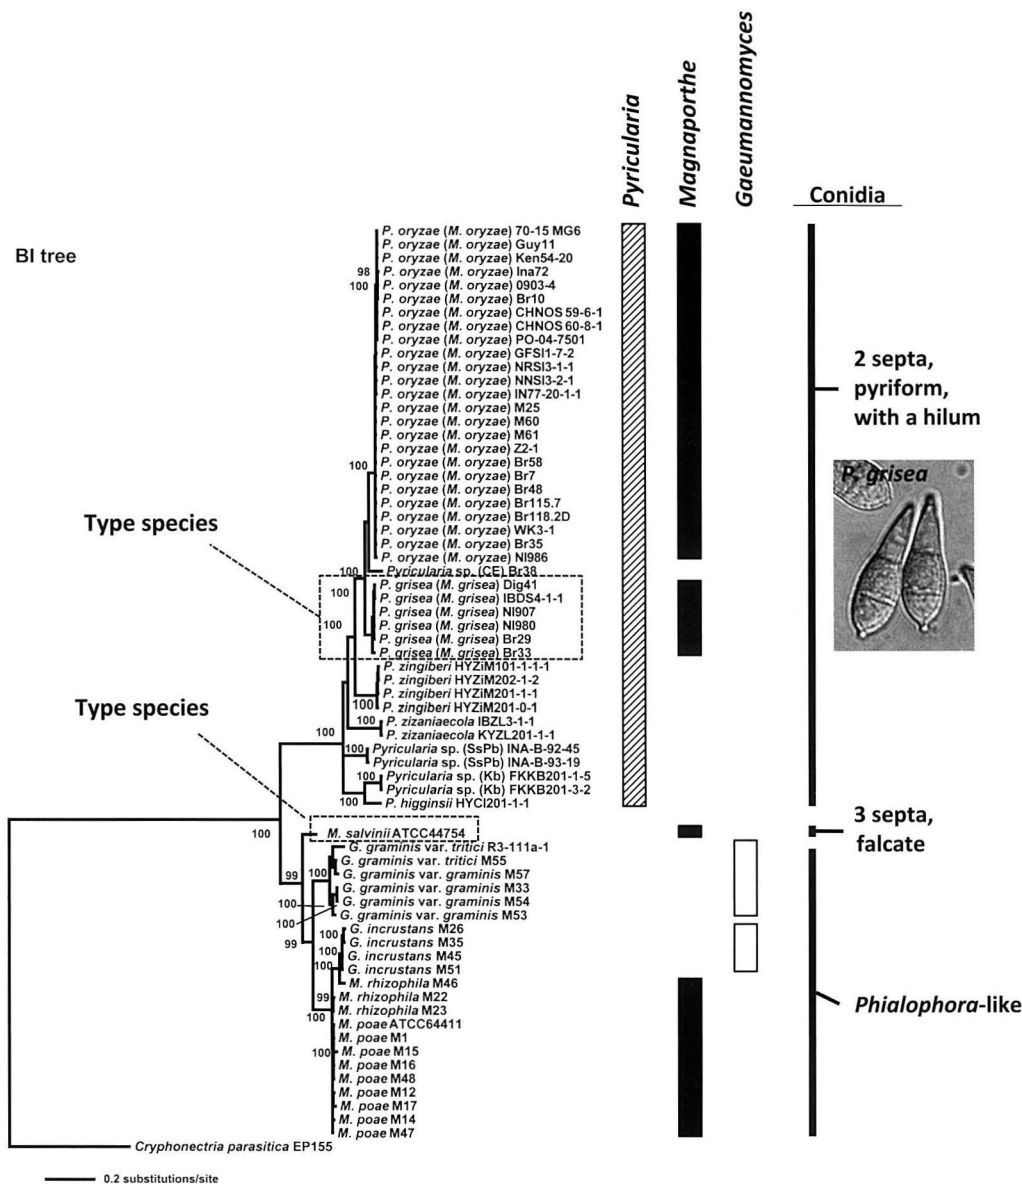 Pyricularia
Magnaporthe
Gaeumannomyces
Conidia
BI tree
P. oryzae (M. oryzae) 70-15 MG6
P. oryzae (M. oryzae) Guy11
P. oryzae (M. oryzae) Ken54-20
98
P. oryzae (M. oryzae) Ina72
100
P. oryzae (M. oryzae) 0903-4
P. oryzae (M. oryzae) Br10
P. oryzae (M. oryzae) CHNOS 59-6-1
P. oryzae (M. oryzae) CHNOS 60-8-1
P. oryzae (M. oryzae) PO-04-7501
P. oryzae (M. oryzae) GFSI1-7-2
P. oryzae (M. oryzae) NRSI3-1-1
P. oryzae (M. oryzae) NNSI3-2-1
P. oryzae (M. oryzae) IN77-20-1-1
P. oryzae (M. oryzae) M25
P. oryzae (M. oryzae) M60
P. oryzae (M. oryzae) M61
P. oryzae (M. oryzae) Z2-1
100
P. oryzae (M. oryzae) Br58
P. oryzae (M. oryzae) Br7
P. oryzae (M. oryzae) Br48
P. oryzae (M. oryzae) Br115.7
P. oryzae (M. oryzae) Br118.2D
P. oryzae (M. oryzae) WK3-1
P. oryzae (M. oryzae) Br35
P. oryzae (M. oryzae) NI986
2 septa,
pyriform,
with a hilum
P. grisea
Type species
100
Pyricularia sp. (CE) Br38
100
P. grisea (M. grisea) Dig41
P. grisea (M. grisea) IBDS4-1-1
P. grisea (M. grisea) NI907
100
P. grisea (M. grisea) NI980
P. grisea (M. grisea) Br29
P. grisea (M. grisea) Br33
P. zingiberi HYZiM101-1-1-1
P. zingiberi HYZiM202-1-2
P. zingiberi HYZiM201-1-1
100
P. zingiberi HYZiM201-0-1
Type species
100
P. zizaniaecola IBZL3-1-1
P. zizaniaecola KYZL201-1-1
100
100
Pyricularia sp. (SsPb) INA-B-92-45
Pyricularia sp. (SsPb) INA-B-93-19
100
Pyricularia sp. (Kb) FKKB201-1-5
Pyricularia sp. (Kb) FKKB201-3-2
100
P. higginsii HYCI201-1-1
100
M. salvinii ATCC44754
3 septa,
falcate
G. graminis var. tritici R3-111a-1
G. graminis var. tritici M55
99
100
G. graminis var. graminis M57
G. graminis var. graminis M33
100
G. graminis var. graminis M54
G. graminis var. graminis M53
100
100
G. incrustans M26
99
G. incrustans M35
100
G. incrustans M45
100
G. incrustans M51
M. rhizophila M46
99
M. rhizophila M22
M. rhizophila M23
100
M. poae ATCC64411
M. poae M1
100
M. poae M15
M. poae M16
M. poae M48
M. poae M12
M. poae M17
M. poae M14
M. poae M47
Phialophora-like
Cryphonectria parasitica EP155
0.2 substitutions/site